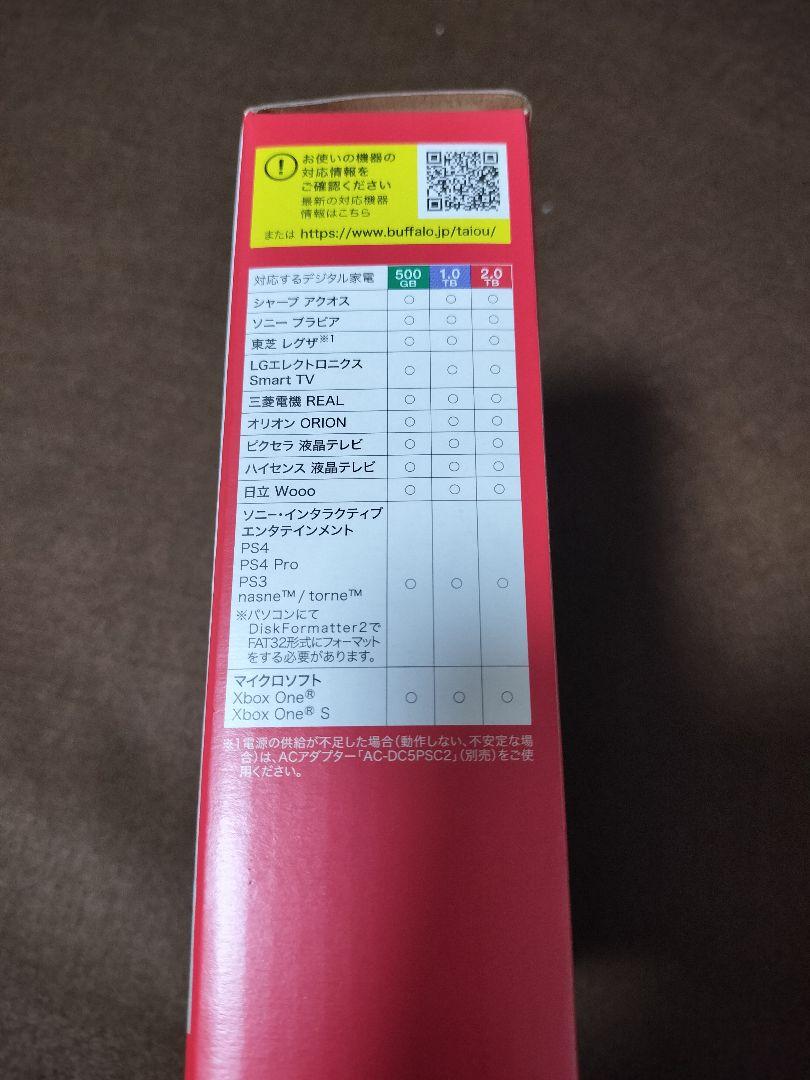 お使いの機器の
対応情報を
ご確認ください
最新の対応機器
情報はこちら
または https://www.buffalo.jp/taiou/
対応するデジタル家電 500GB 1.0TB 2.0TB
シャープ アクオス ○ ○ ○
ソニー ブラビア ○ ○ ○
東芝 レグザ※1 ○ ○ ○
LGエレクトロニクス
Smart TV ○ ○ ○
三菱電機 REAL ○ ○ ○
オリオン ORION ○ ○ ○
ピクセラ 液晶テレビ ○ ○ ○
ハイセンス 液晶テレビ ○ ○ ○
日立 Wooo ○ ○ ○
ソニー・インタラクティブ
エンタテインメント
PS4
PS4 Pro
PS3 ○ ○ ○
nasne™/torne™
※パソコンにて
DiskFormatter2で
FAT32形式にフォーマット
をする必要があります。
マイクロソフト
Xbox One® ○ ○ ○
Xbox One® S
※1電源の供給が不足した場合(動作しない、不安定な場
合)は、ACアダプター「AC-DC5PSC2」(別売)をご使
用ください。